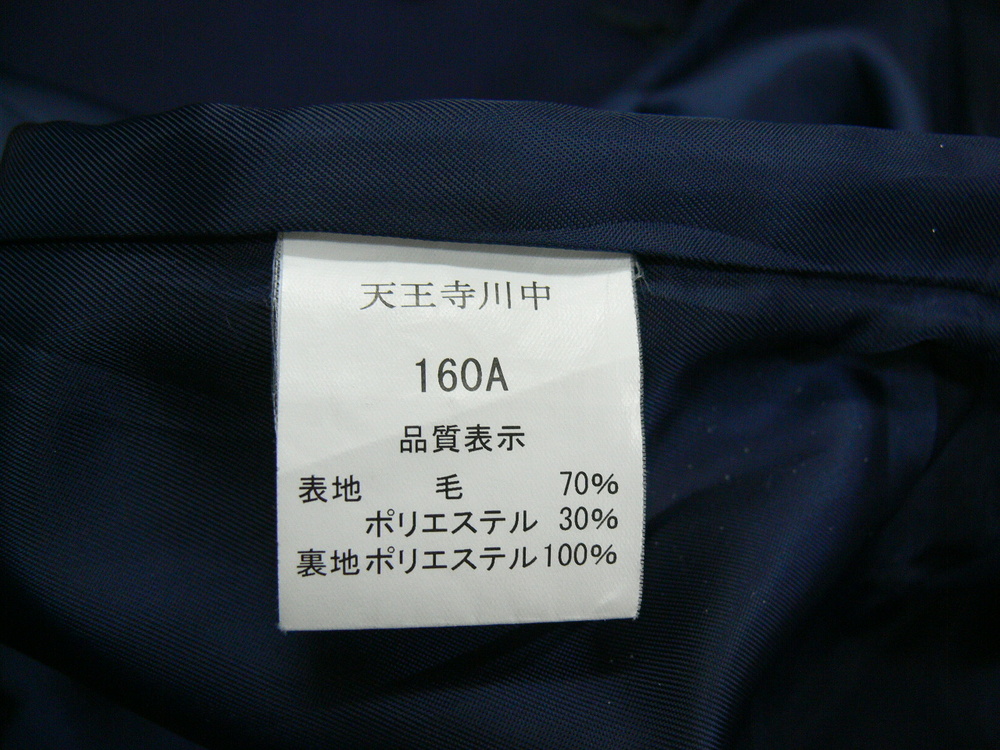 天王寺川中
160A
品質表示
表地 毛 70%
ポリエステル 30%
裏地ポリエステル100%